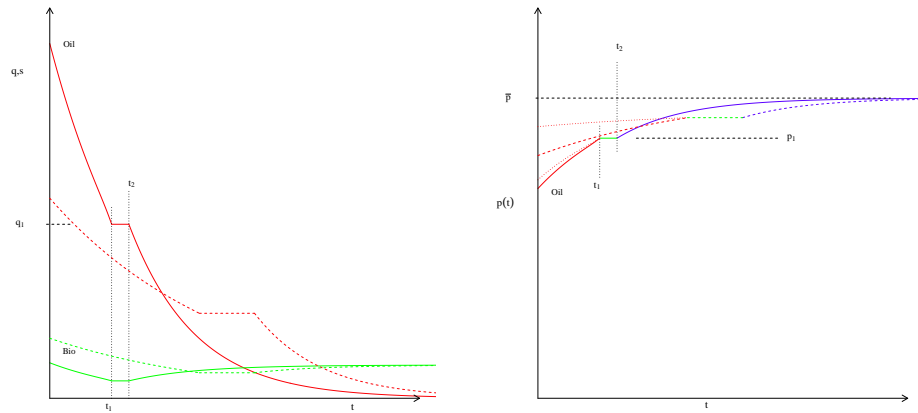 Oil
q,s
t₂
q₁
Bio
t₁
t
t₂
p̅
p₁
t₁
Oil
p(t)
t